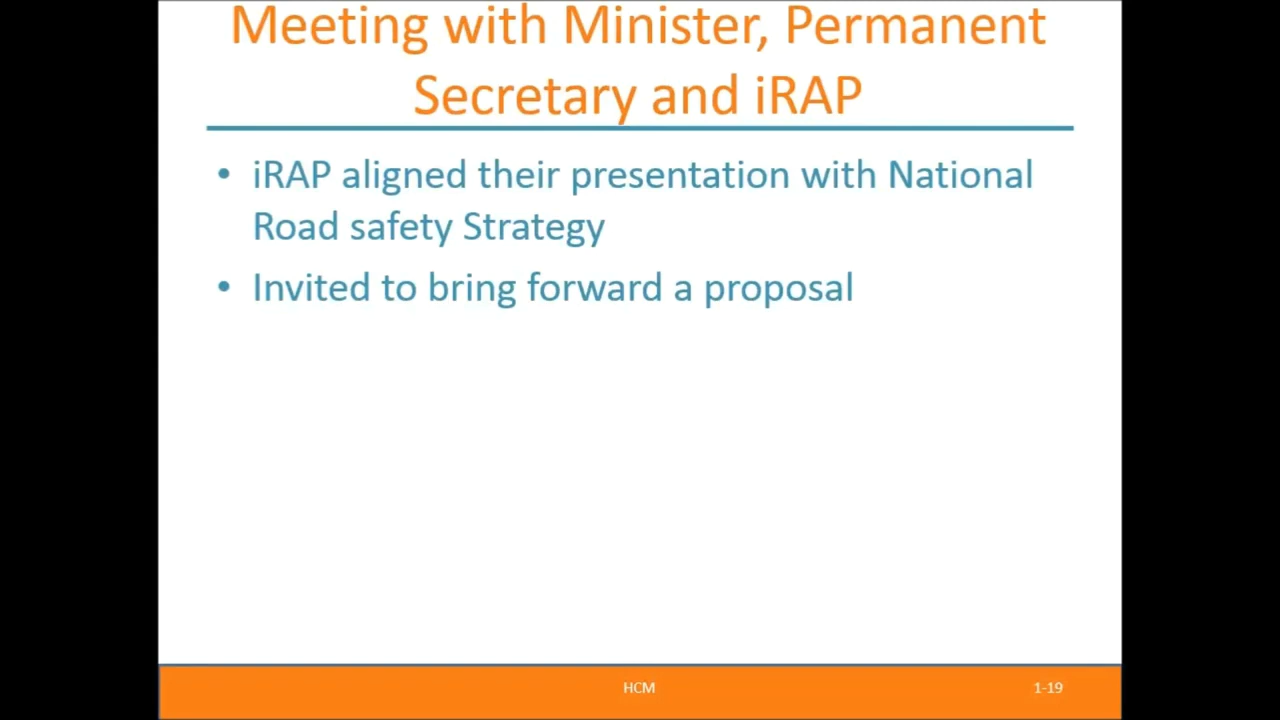 Meeting with Minister, Permanent
Secretary and iRAP
• iRAP aligned their presentation with National
Road safety Strategy
• Invited to bring forward a proposal
HCM
1-19